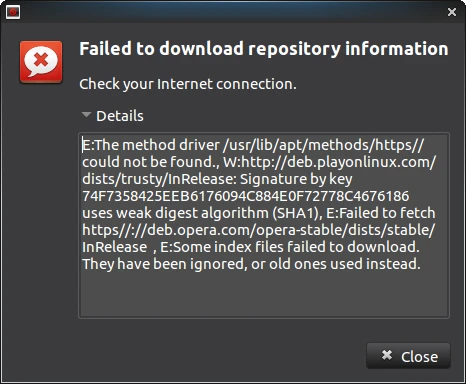 Failed to download repository information
Check your Internet connection.
Details
E:The method driver /usr/lib/apt/methods/https//
could not be found., W:http://deb.playonlinux.com/
dists/trusty/InRelease: Signature by key
74F7358425EEB6176094C884E0F72778C4676186
uses weak digest algorithm (SHA1), E:Failed to fetch
https//://deb.opera.com/opera-stable/dists/stable/
InRelease , E:Some index files failed to download.
They have been ignored, or old ones used instead.
Close